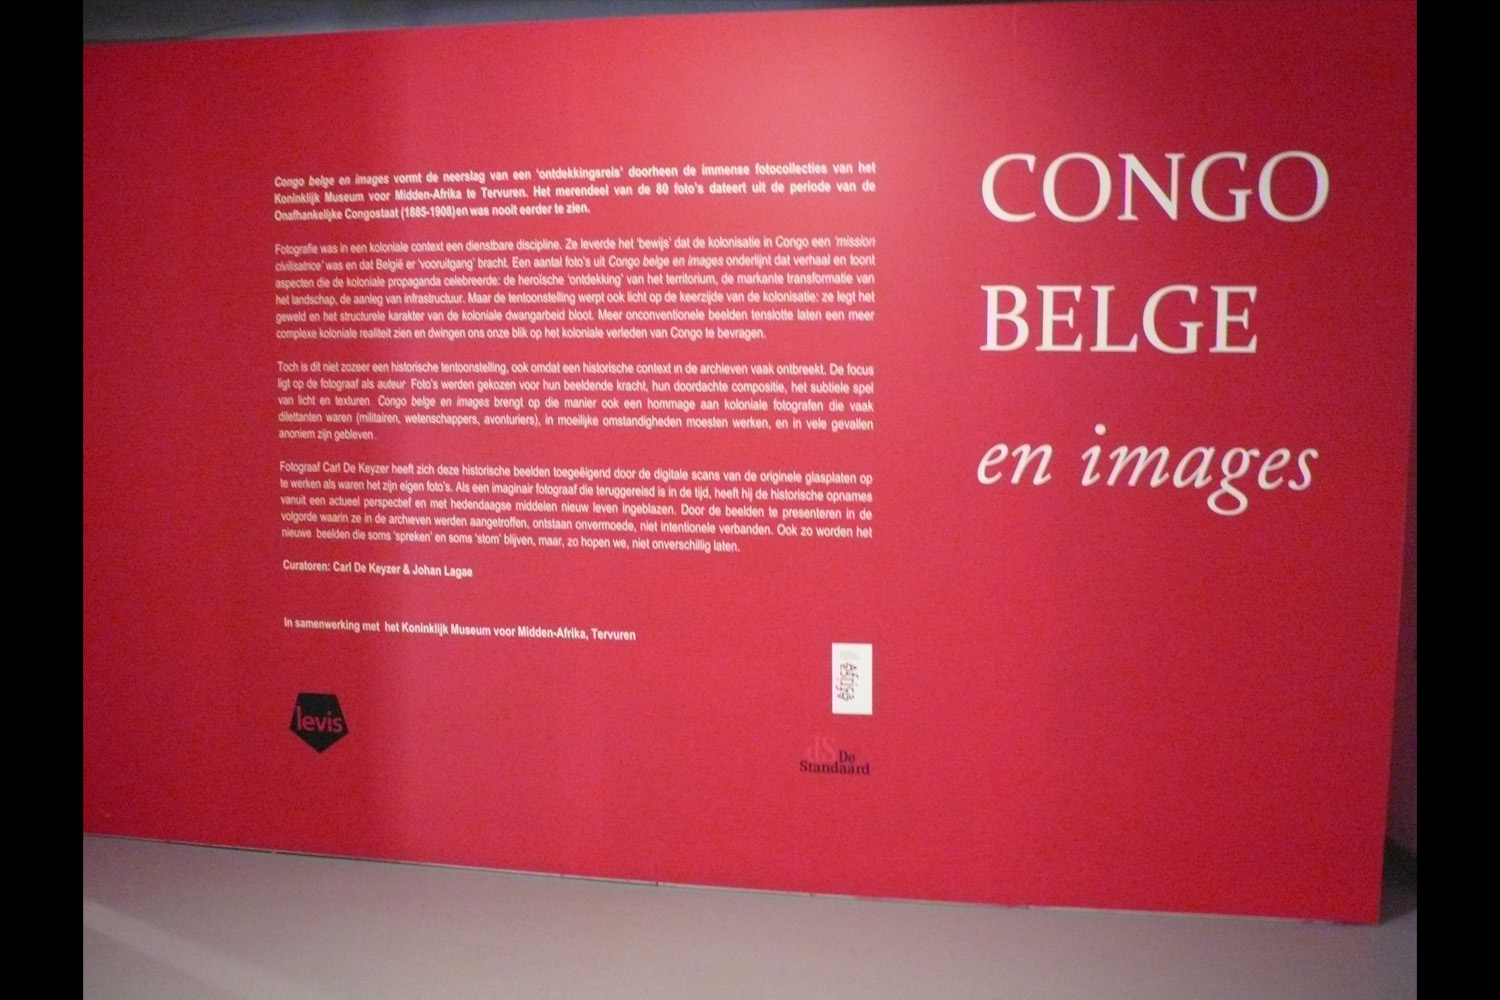 Congo belge en images vormt de neerslag van een 'ontdekkingsreis' doorheen de immense fotocollecties van het
Koninklijk Museum voor Midden-Afrika te Tervuren. Het merendeel van de 80 foto's dateert uit de periode van de
Onafhankelijke Congostaat (1885-1908)en was nooit eerder te zien.
Fotografie was in een koloniale context een dienstbare discipline. Ze leverde het 'bewijs' dat de kolonisatie in Congo een 'mission
civilisatrice' was en dat België er 'vooruitgang' bracht. Een aantal foto's uit Congo belge en images onderlijnt dat verhaal en toont
aspecten die de koloniale propaganda celebreerde: de heroïsche 'ontdekking' van het territorium, de markante transformatie van
het landschap, de aanleg van infrastructuur. Maar de tentoonstelling werpt ook licht op de keerzijde van de kolonisatie: ze legt het
geweld en het structurele karakter van de koloniale dwangarbeid bloot. Meer onconventionele beelden tenslotte laten een meer
complexe koloniale realiteit zien en dwingen ons onze blik op het koloniale verleden van Congo te bevragen.
Toch is dit niet zozeer een historische tentoonstelling, ook omdat een historische context in de archieven vaak ontbreekt. De focus
ligt op de fotograaf als auteur. Foto's werden gekozen voor hun beeldende kracht, hun doordachte compositie, het subtiele spel
van licht en texturen. Congo belge en images brengt op die manier ook een hommage aan koloniale fotografen die vaak
dilettanten waren (militairen, wetenschappers, avonturiers), in moeilijke omstandigheden moesten werken, en in vele gevallen
anoniem zijn gebleven.
Fotograaf Carl De Keyzer heeft zich deze historische beelden toegeëigend door de digitale scans van de originele glasplaten op
te werken als waren het zijn eigen foto's. Als een imaginair fotograaf die teruggereisd is in de tijd, heeft hij de historische opnames
vanuit een actueel perspectief en met hedendaagse middelen nieuw leven ingeblazen. Door de beelden te presenteren in de
volgorde waarin ze in de archieven werden aangetroffen, ontstaan onvermoede, niet intentionele verbanden. Ook zo worden het
nieuwe beelden die soms 'spreken' en soms 'stom' blijven, maar, zo hopen we, niet onverschillig laten.
Curatoren: Carl De Keyzer & Johan Lagae
In samenwerking met het Koninklijk Museum voor Midden-Afrika, Tervuren
levis
dS De
Standaard
CONGO
BELGE
en images